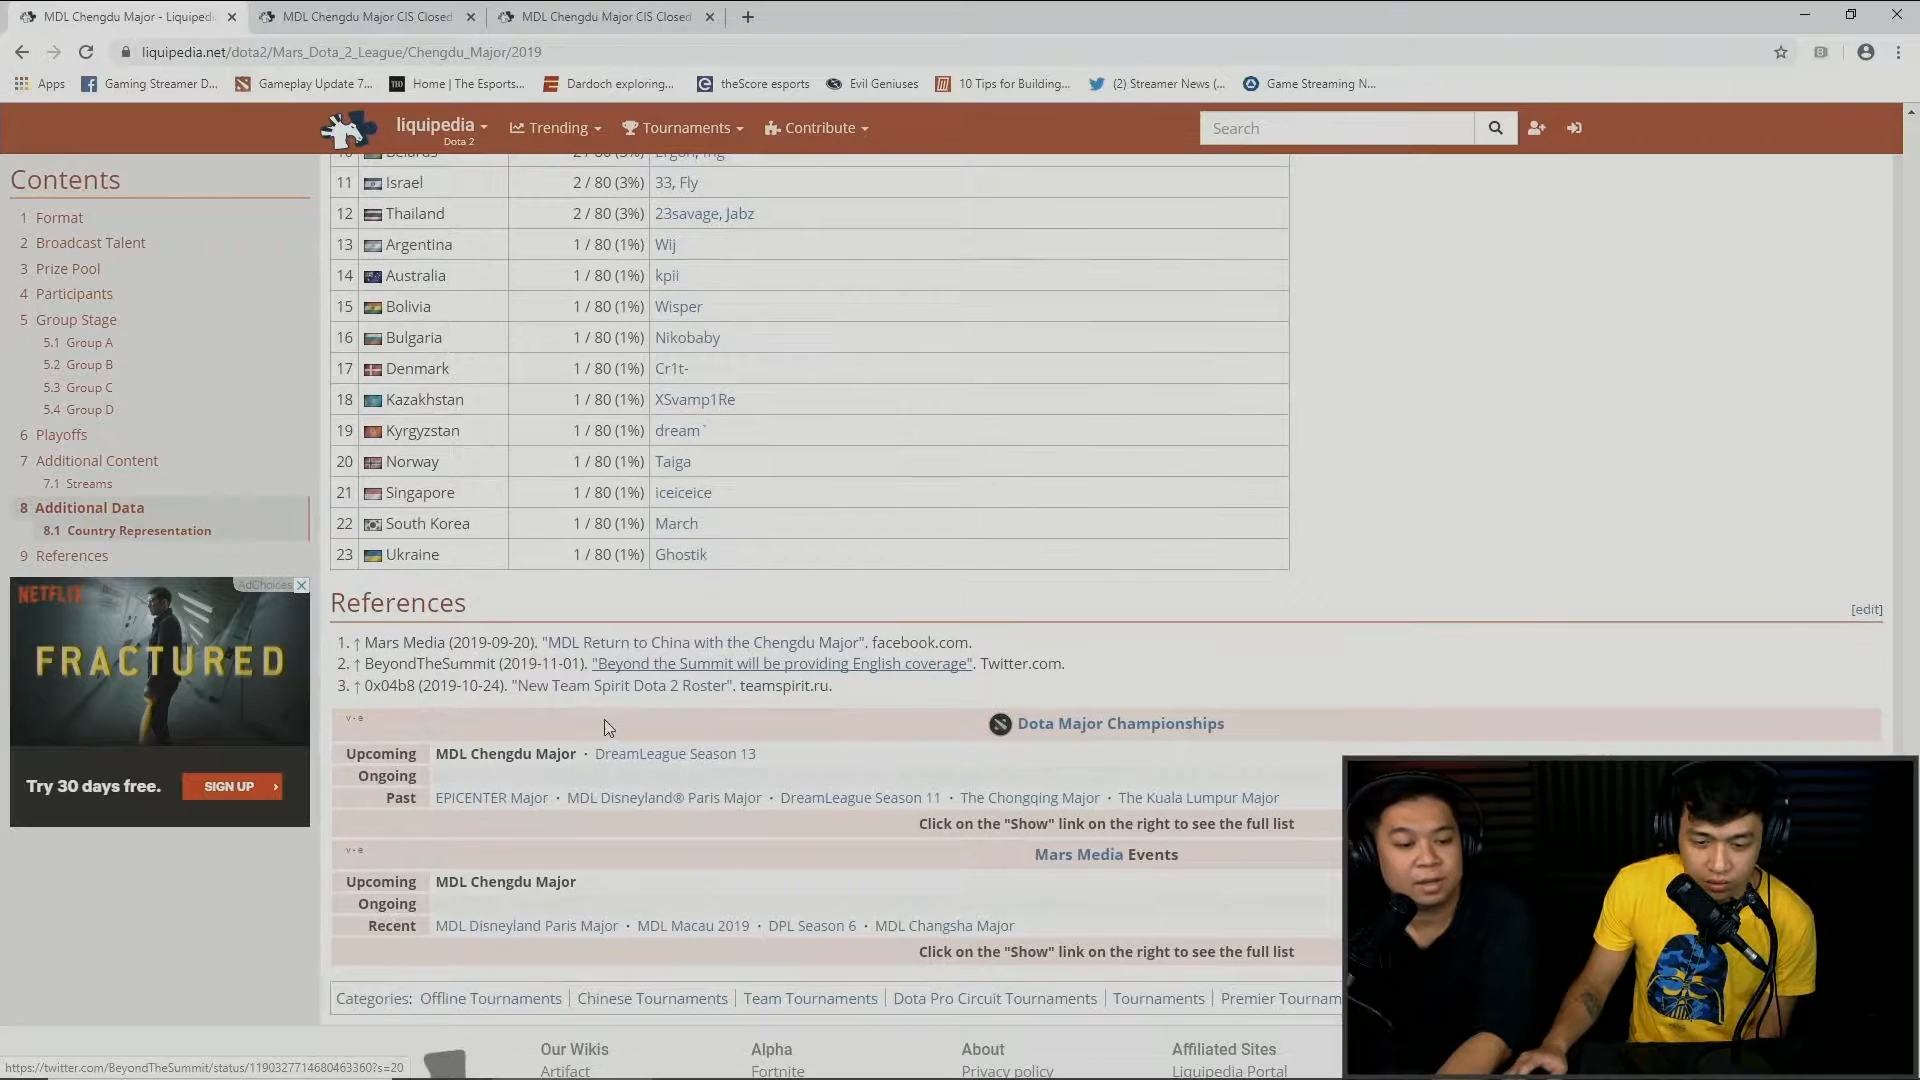 MDL Chengdu Major - Liquipedi
MDL Chengdu Major CIS Closed
MDL Chengdu Major CIS Closed
liquipedia.net/dota2/Mars_Dota_2_League/Chengdu_Major/2019
Apps
Gaming Streamer D...
Gameplay Update 7...
Home | The Esports...
Dardoch exploring...
theScore esports
Evil Geniuses
10 Tips for Building...
(2) Streamer News (...
Game Streaming N...
liquipedia
Dota 2
Trending
Tournaments
Contribute
Search
Contents
1 Format
2 Broadcast Talent
3 Prize Pool
4 Participants
5 Group Stage
5.1 Group A
5.2 Group B
5.3 Group C
5.4 Group D
6 Playoffs
7 Additional Content
7.1 Streams
8 Additional Data
8.1 Country Representation
9 References
AdChoices
NETFLIX
FRACTURED
Try 30 days free.
SIGN UP
11 Israel 2 / 80 (3%) 33, Fly
12 Thailand 2 / 80 (3%) 23savage, Jabz
13 Argentina 1 / 80 (1%) Wij
14 Australia 1 / 80 (1%) kpii
15 Bolivia 1 / 80 (1%) Wisper
16 Bulgaria 1 / 80 (1%) Nikobaby
17 Denmark 1 / 80 (1%) Cr1t-
18 Kazakhstan 1 / 80 (1%) XSvamp1Re
19 Kyrgyzstan 1 / 80 (1%) dream`
20 Norway 1 / 80 (1%) Taiga
21 Singapore 1 / 80 (1%) iceiceice
22 South Korea 1 / 80 (1%) March
23 Ukraine 1 / 80 (1%) Ghostik
References
[edit]
1. ↑ Mars Media (2019-09-20). "MDL Return to China with the Chengdu Major". facebook.com.
2. ↑ BeyondTheSummit (2019-11-01). "Beyond the Summit will be providing English coverage". Twitter.com.
3. ↑ 0x04b8 (2019-10-24). "New Team Spirit Dota 2 Roster". teamspirit.ru.
v - e
Dota Major Championships
Upcoming MDL Chengdu Major · DreamLeague Season 13
Ongoing
Past EPICENTER Major · MDL Disneyland® Paris Major · DreamLeague Season 11 · The Chongqing Major · The Kuala Lumpur Major
Click on the "Show" link on the right to see the full list
v - e
Mars Media Events
Upcoming MDL Chengdu Major
Ongoing
Recent MDL Disneyland Paris Major · MDL Macau 2019 · DPL Season 6 · MDL Changsha Major
Click on the "Show" link on the right to see the full list
Categories: Offline Tournaments | Chinese Tournaments | Team Tournaments | Dota Pro Circuit Tournaments | Tournaments | Premier Tournam
Our Wikis
Alpha
About
Affiliated Sites
Artifact
Fortnite
Privacy policy
Liquipedia Portal
https://twitter.com/BeyondTheSummit/status/1190327714680463360?s=20